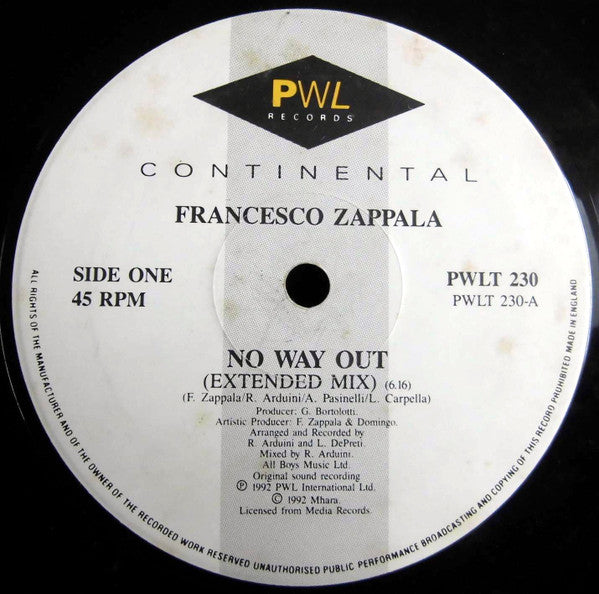 PWL
RECORDS
CONTINENTAL
FRANCESCO ZAPPALA
SIDE ONE
45 RPM
PWLT 230
PWLT 230-A
NO WAY OUT
(EXTENDED MIX) (6.16)
(F. Zappala/R. Arduini/A. Pasinelli/L. Carpella)
Producer: G. Bortolotti.
Artistic Producer: F. Zappala & Domingo.
Arranged and Recorded by
R. Arduini and L. DePreti.
Mixed by R. Arduini.
All Boys Music Ltd.
Original sound recording
℗ 1992 PWL International Ltd.
© 1992 Mhara.
Licensed from Media Records.
ALL RIGHTS OF THE MANUFACTURER AND OF THE OWNER OF THE RECORDED WORK RESERVED UNAUTHORISED PUBLIC PERFORMANCE BROADCASTING AND COPYING OF THIS RECORD PROHIBITED MADE IN ENGLAND